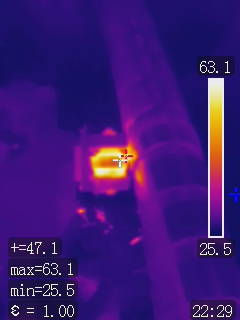 63.1
25.5
+=47.1
max=63.1
min=25.5
ε = 1.00
22:29